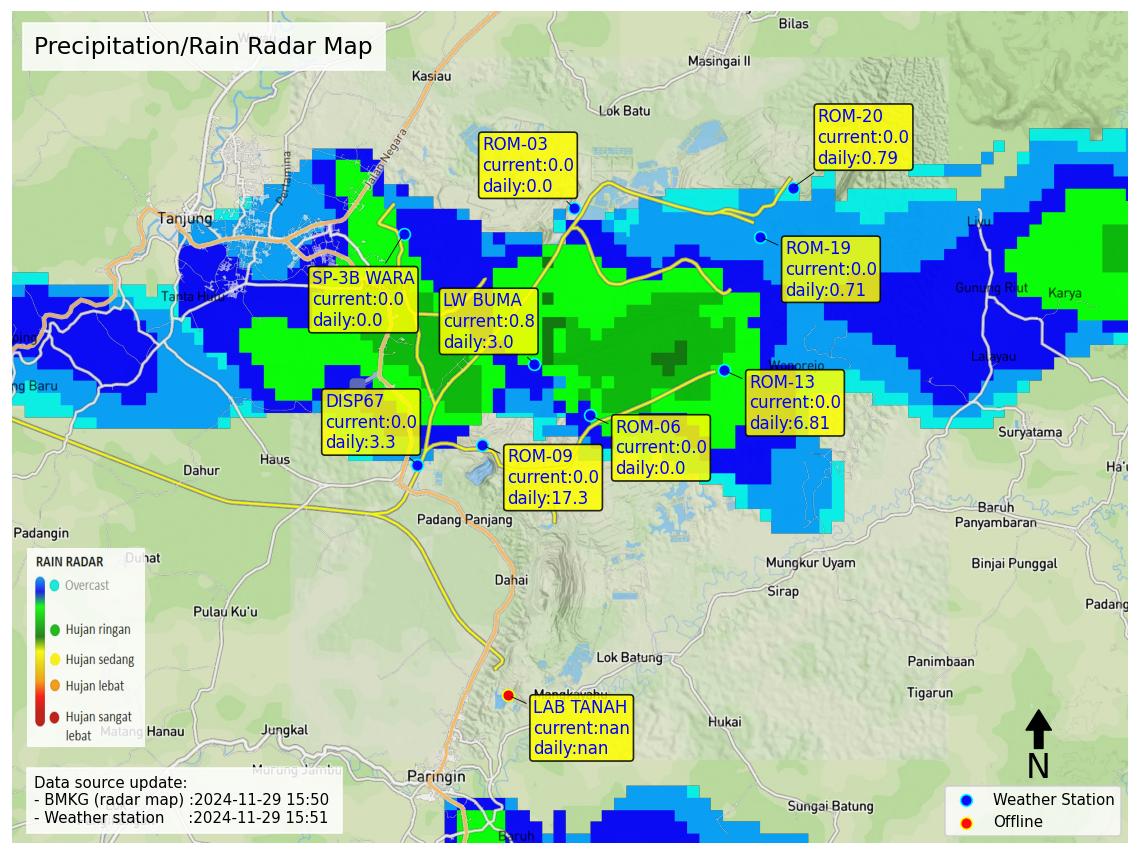 Precipitation/Rain Radar Map
Bilas
Masingai II
Kasiau
Lok Batu
Jalan Negara
Pertamina
Tanjung
ROM-03
current:0.0
daily:0.0
ROM-20
current:0.0
daily:0.79
ROM-19
current:0.0
daily:0.71
SP-3B WARA
current:0.0
daily:0.0
LW BUMA
current:0.8
daily:3.0
Liyu
Gunung Riut
Karya
Lalayau
Wonorejo
Tanta Hulu
ping
ng Baru
DISP67
current:0.0
daily:3.3
ROM-13
current:0.0
daily:6.81
ROM-06
current:0.0
daily:0.0
ROM-09
current:0.0
daily:17.3
Suryatama
Ha'u
Haus
Dahur
Padang Panjang
Baruh
Panyambaran
Padangin
Duhat
Binjai Punggal
Mungkur Uyam
Dahai
Sirap
Padang
Pulau Ku'u
RAIN RADAR
Overcast
Hujan ringan
Hujan sedang
Hujan lebat
Hujan sangat
lebat
Lok Batung
Panimbaan
Tigarun
Mangkayahu
LAB TANAH
current:nan
daily:nan
Hukai
Matang Hanau
Jungkal
Murung Jambu
Paringin
Sungai Batung
Baruh
N
Data source update:
- BMKG (radar map) :2024-11-29 15:50
- Weather station :2024-11-29 15:51
Weather Station
Offline